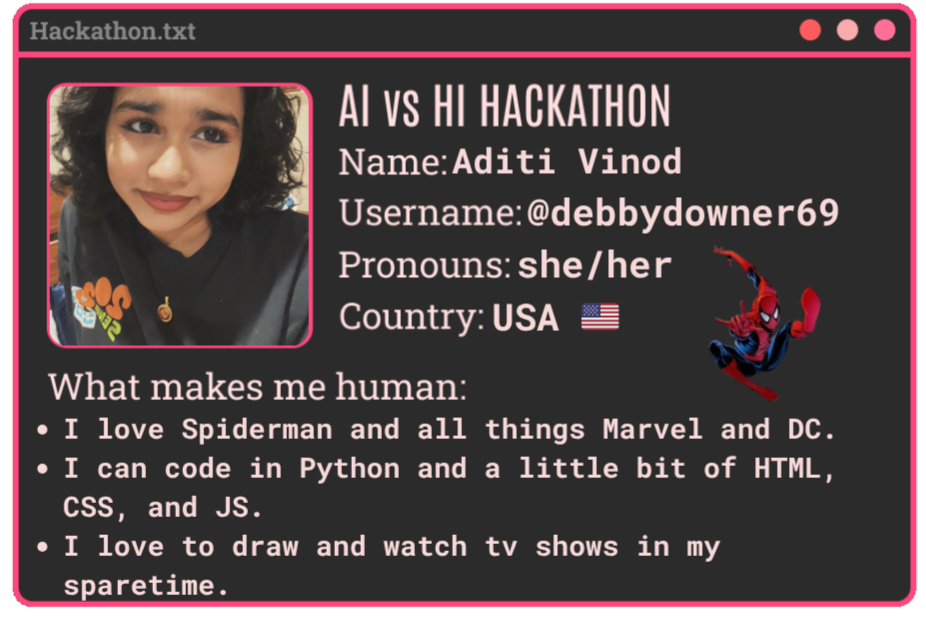 Hackathon.txt
AI vs HI HACKATHON
Name: Aditi Vinod
Username: @debbydowner69
Pronouns: she/her
Country: USA
What makes me human:
• I love Spiderman and all things Marvel and DC.
• I can code in Python and a little bit of HTML,
CSS, and JS.
• I love to draw and watch tv shows in my
sparetime.